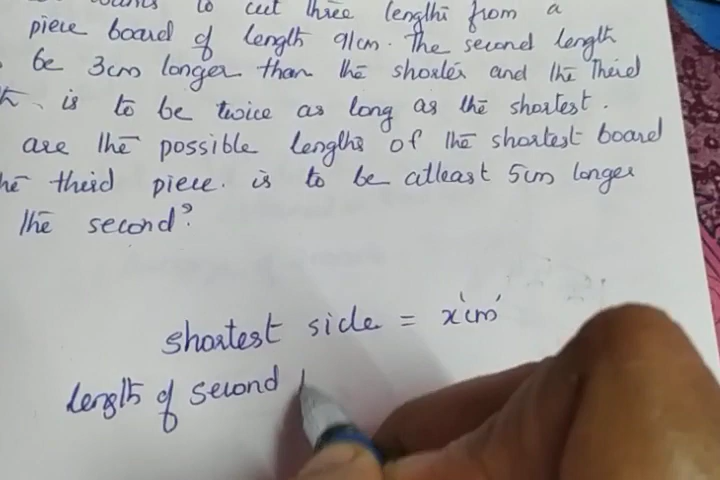 to cut three lengths from a
piece board of length 91cm. The second length
be 3cm longer than the shorter and the Third
is to be twice as long as the shortest.
are the possible lengths of the shortest board
third piece. is to be atleast 5cm longer
the second?
shortest side = x'cm'
length of second